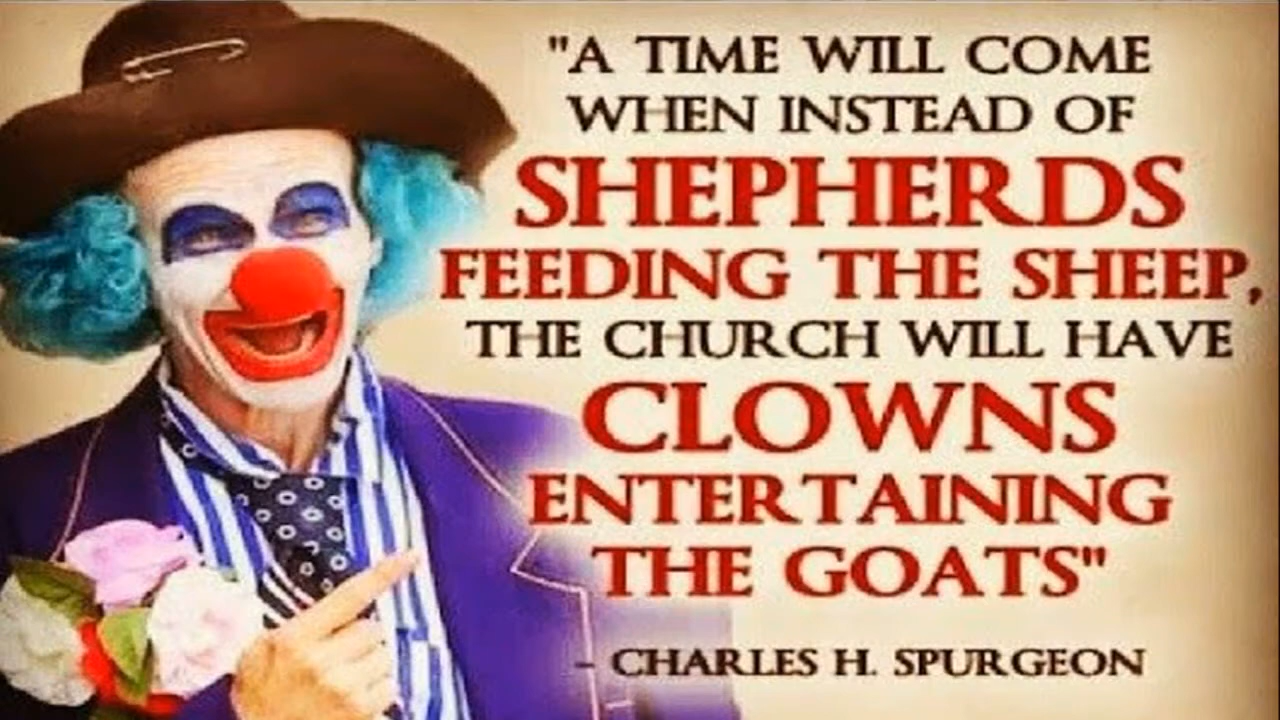 "A TIME WILL COME
WHEN INSTEAD OF
SHEPHERDS
FEEDING THE SHEEP,
THE CHURCH WILL HAVE
CLOWNS
ENTERTAINING
THE GOATS"
- CHARLES H. SPURGEON